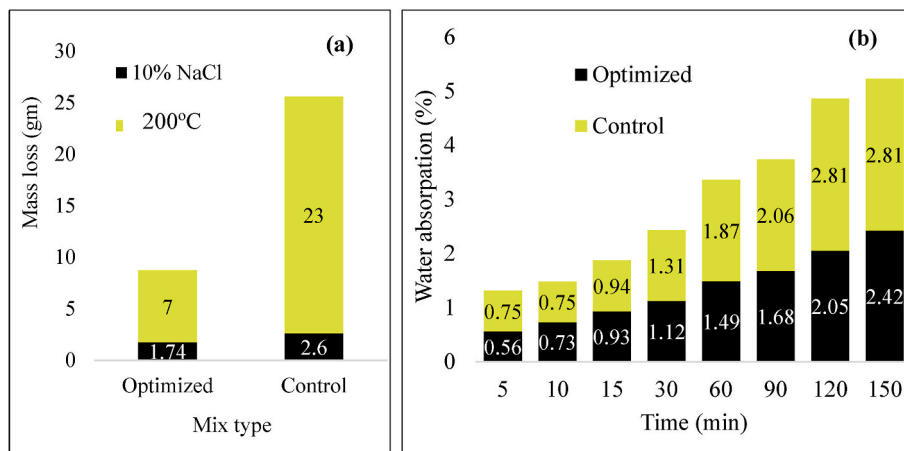 (a)
30
25
20
15
10
5
0
Mass loss (gm)
10% NaCl
200°C
7
1.74
23
2.6
Optimized Control
Mix type
(b)
6
5
4
3
2
1
0
Water absorpation (%)
Optimized
Control
0.75 0.75 0.94 1.31 1.87 2.06 2.81 2.81
0.56 0.73 0.93 1.12 1.49 1.68 2.05 2.42
5 10 15 30 60 90 120 150
Time (min)